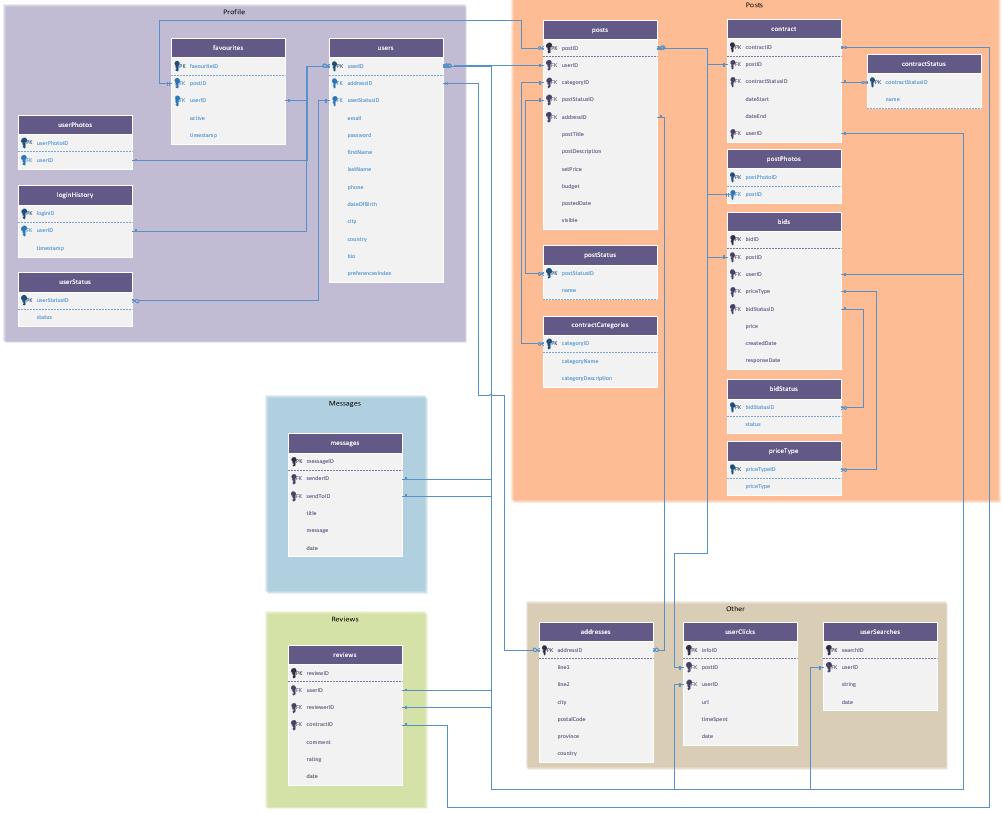 Profile
favourites
PK favouriteID
FK postID
FK userID
active
timestamp
users
PK userID
FK addressID
FK userStatusID
email
password
firstName
lastName
phone
dateOfBirth
city
country
bio
preferencesIndex
userPhotos
PK userPhotoID
FK userID
loginHistory
PK loginID
FK userID
timestamp
userStatus
PK userStatusID
status
Posts
posts
PK postID
FK userID
FK categoryID
FK postStatusID
FK addressID
postTitle
postDescription
setPrice
budget
postedDate
visible
postStatus
PK postStatusID
name
contractCategories
PK categoryID
categoryName
categoryDescription
contract
PK contractID
FK postID
FK contractStatusID
dateStart
dateEnd
FK userID
contractStatus
PK contractStatusID
name
postPhotos
PK postPhotoID
FK postID
bids
PK bidID
FK postID
FK userID
FK priceType
FK bidStatusID
price
createdDate
responseDate
bidStatus
PK bidStatusID
status
priceType
PK priceTypeID
priceType
Messages
messages
PK messageID
FK senderID
FK sendToID
title
message
date
Reviews
reviews
PK reviewID
FK userID
FK reviewerID
FK contractID
comment
rating
date
Other
addresses
PK addressID
line1
line2
city
postalCode
province
country
userClicks
PK infoID
FK postID
FK userID
url
timeSpent
date
userSearches
PK searchID
FK userID
string
date